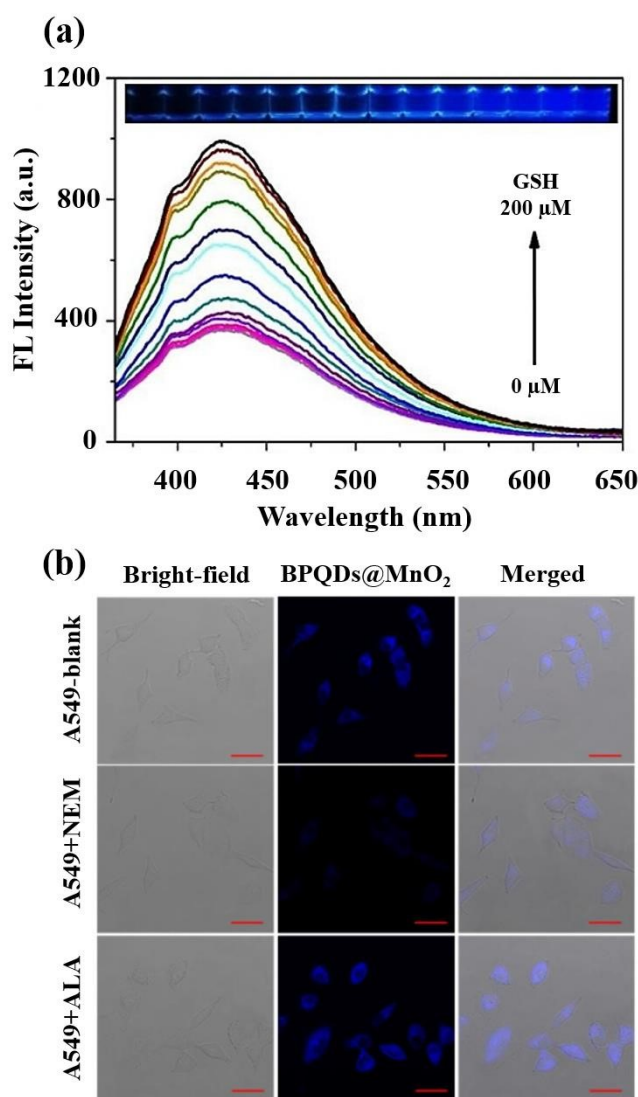 (a)
1200
800
400
0
FL Intensity (a.u.)
GSH
200 µM
0 µM
400 450 500 550 600 650
Wavelength (nm)
(b)
Bright-field BPQDs@MnO₂ Merged
A549-blank
A549+NEM
A549+ALA